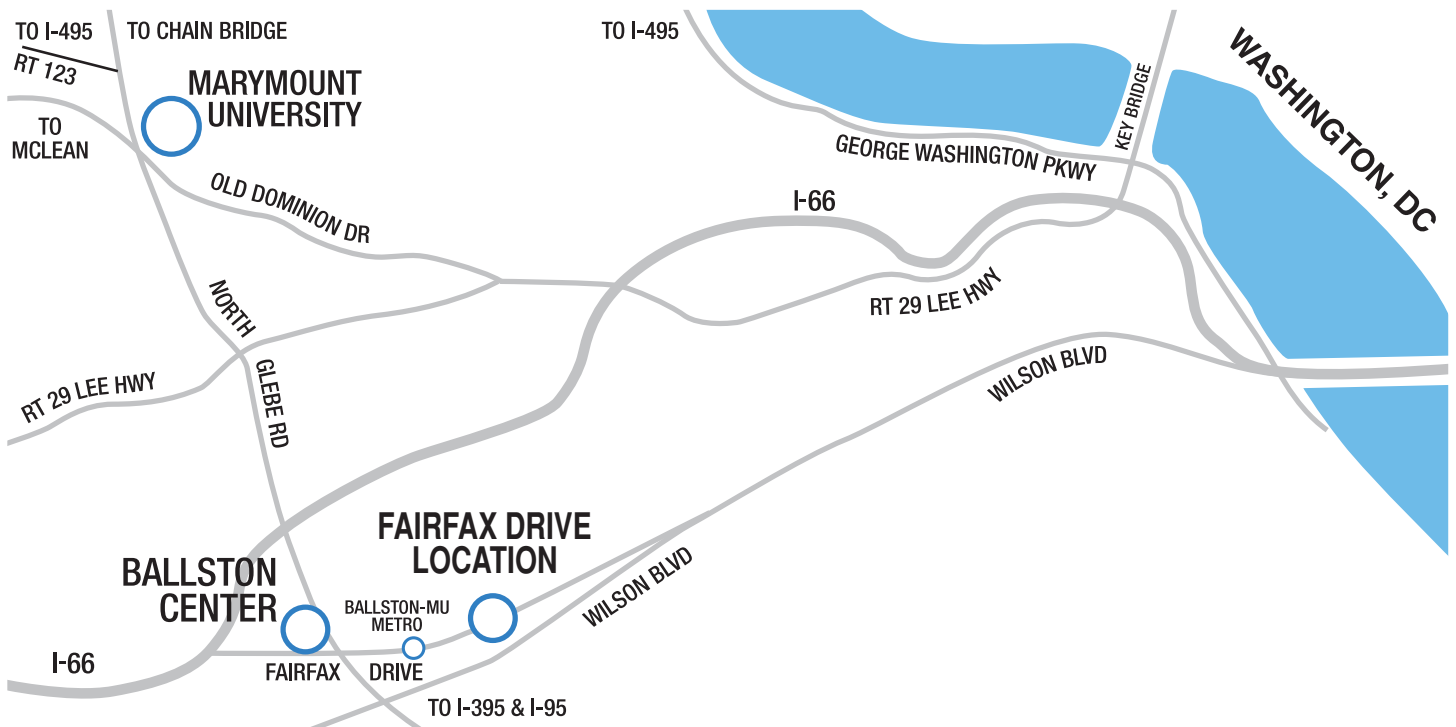 TO I-495
TO CHAIN BRIDGE
RT 123
MARYMOUNT
UNIVERSITY
TO
MCLEAN
OLD DOMINION DR
TO I-495
KEY BRIDGE
WASHINGTON, DC
GEORGE WASHINGTON PKWY
I-66
RT 29 LEE HWY
NORTH
GLEBE RD
RT 29 LEE HWY
WILSON BLVD
FAIRFAX DRIVE
LOCATION
BALLSTON
CENTER
BALLSTON-MU
METRO
WILSON BLVD
I-66
FAIRFAX DRIVE
TO I-395 & I-95